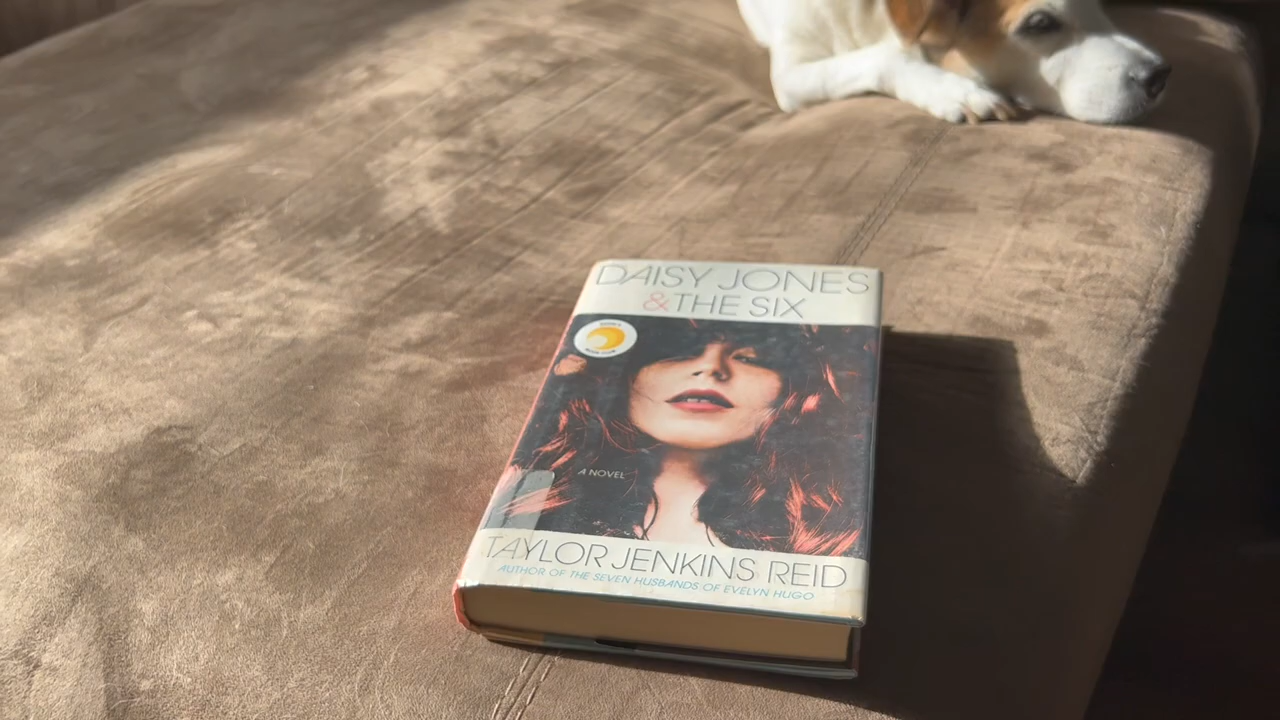 DAISY JONES
& THE SIX
A NOVEL
TAYLOR JENKINS REID
AUTHOR OF THE SEVEN HUSBANDS OF EVELYN HUGO